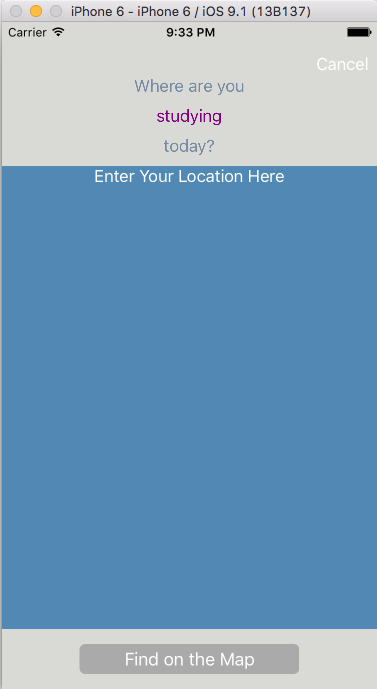 iPhone 6 - iPhone 6 / iOS 9.1 (13B137)
Carrier 9:33 PM
Cancel
Where are you
studying
today?
Enter Your Location Here
Find on the Map